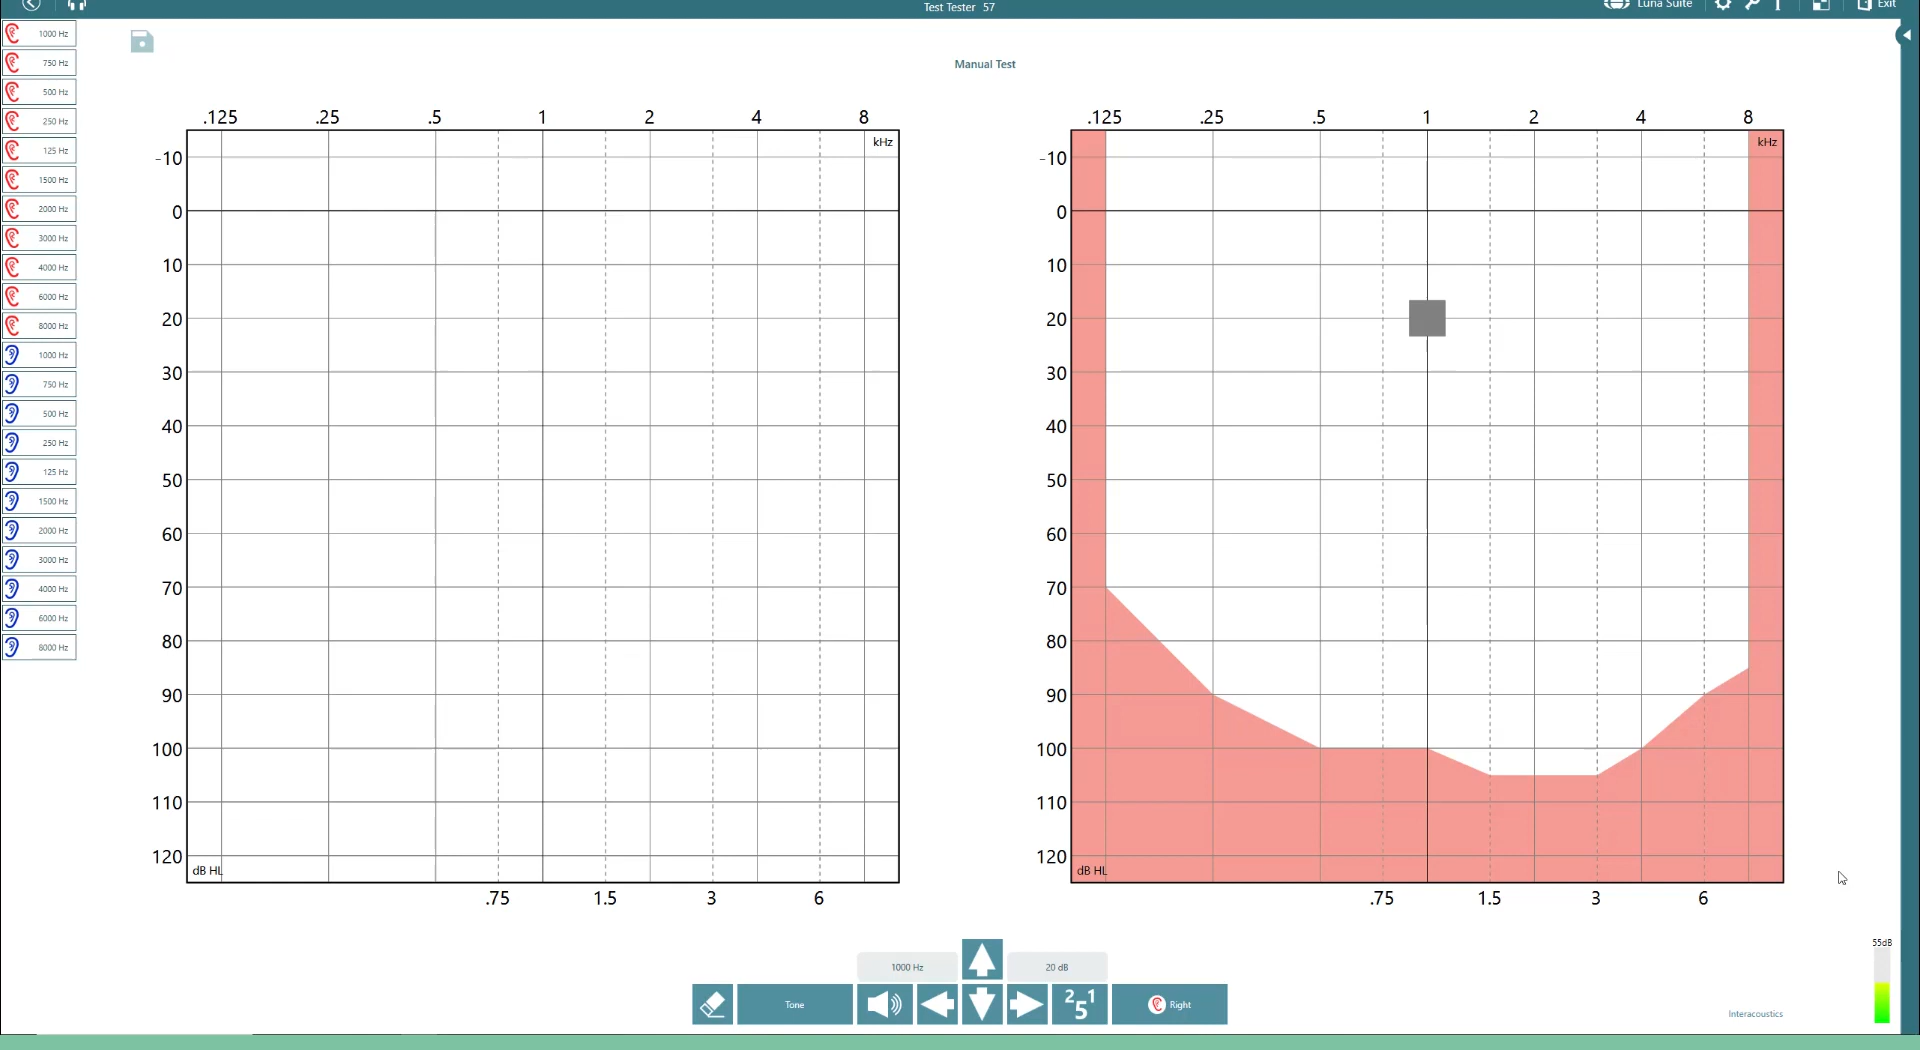 Test Tester 57
Luna Suite
Exit
1000 Hz
750 Hz
500 Hz
250 Hz
125 Hz
1500 Hz
2000 Hz
3000 Hz
4000 Hz
6000 Hz
8000 Hz
1000 Hz
750 Hz
500 Hz
250 Hz
125 Hz
1500 Hz
2000 Hz
3000 Hz
4000 Hz
6000 Hz
8000 Hz
Manual Test
.125 .25 .5 1 2 4 8
kHz
-10
0
10
20
30
40
50
60
70
80
90
100
110
120
dB HL
.75 1.5 3 6
.125 .25 .5 1 2 4 8
kHz
-10
0
10
20
30
40
50
60
70
80
90
100
110
120
dB HL
.75 1.5 3 6
1000 Hz
20 dB
Tone
2 5 1
Right
55dB
Interacoustics